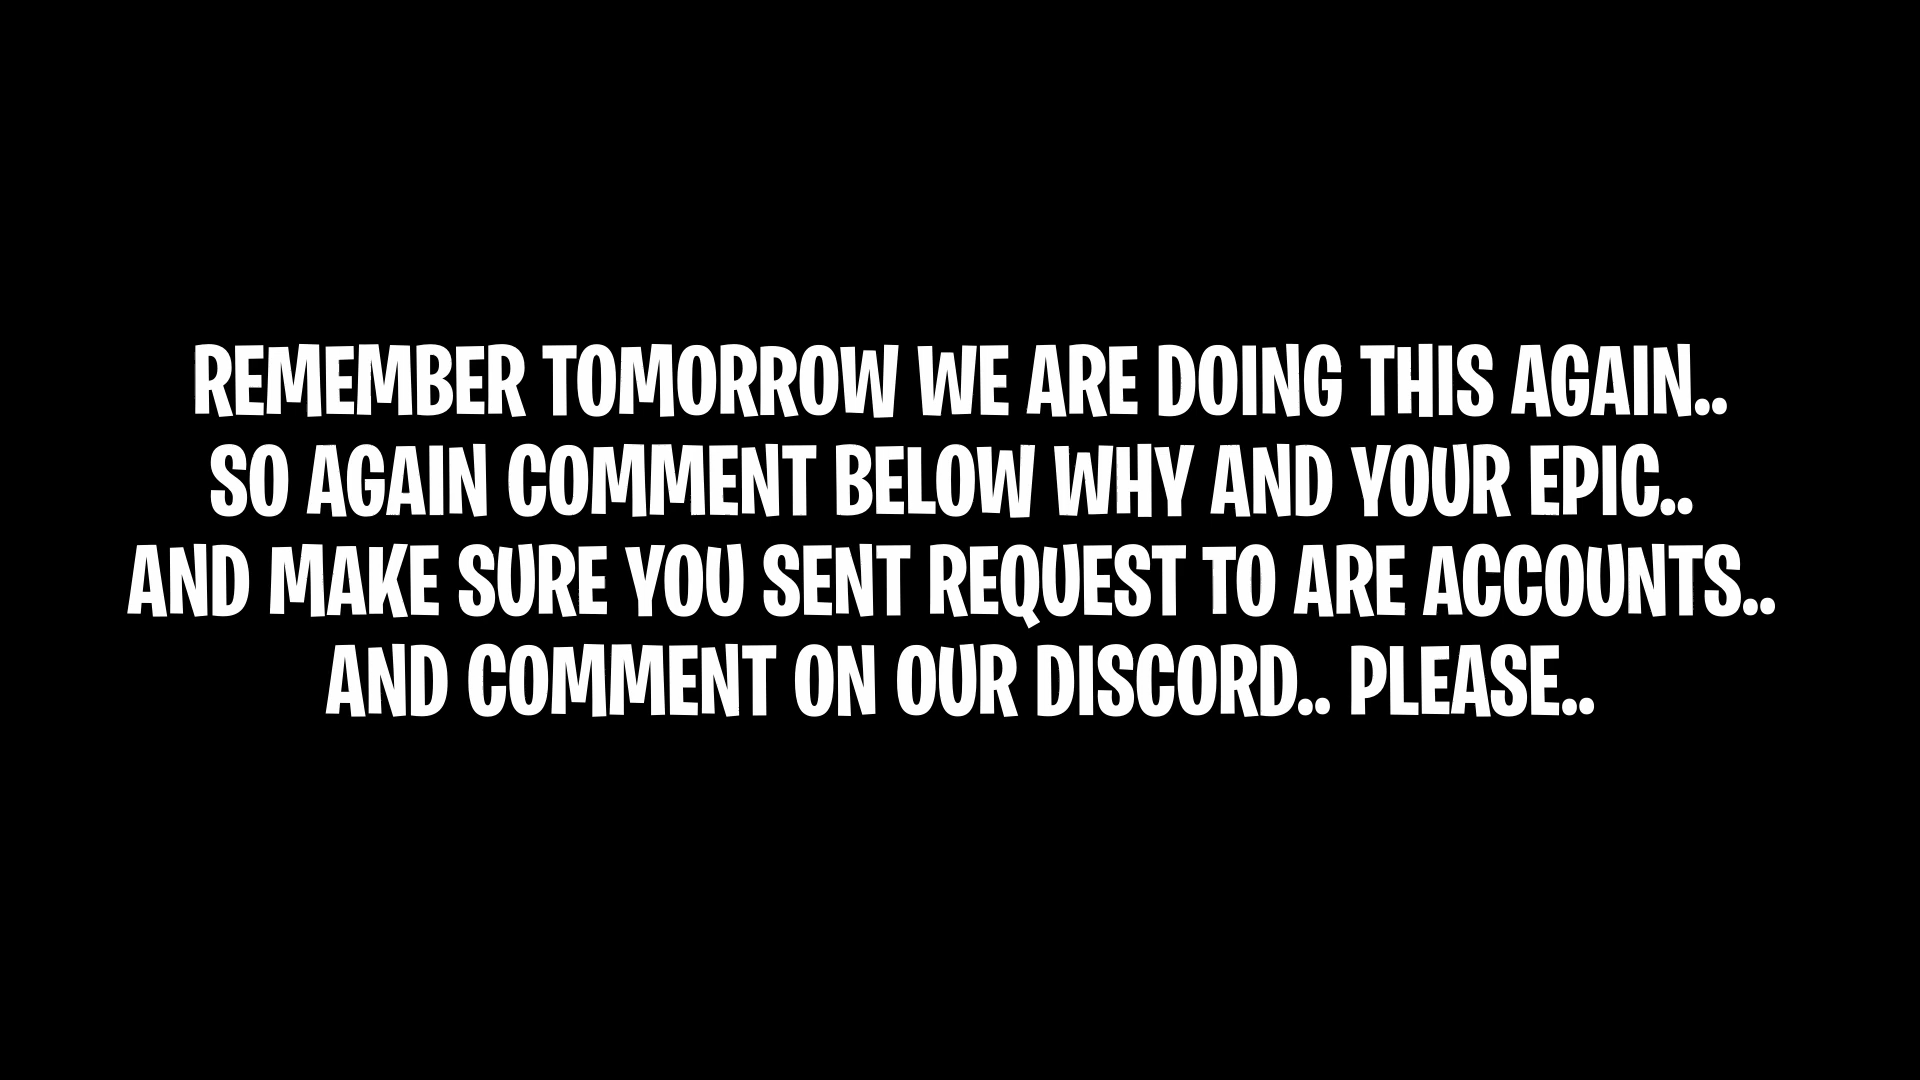 REMEMBER TOMORROW WE ARE DOING THIS AGAIN..
SO AGAIN COMMENT BELOW WHY AND YOUR EPIC..
AND MAKE SURE YOU SENT REQUEST TO ARE ACCOUNTS..
AND COMMENT ON OUR DISCORD.. PLEASE..